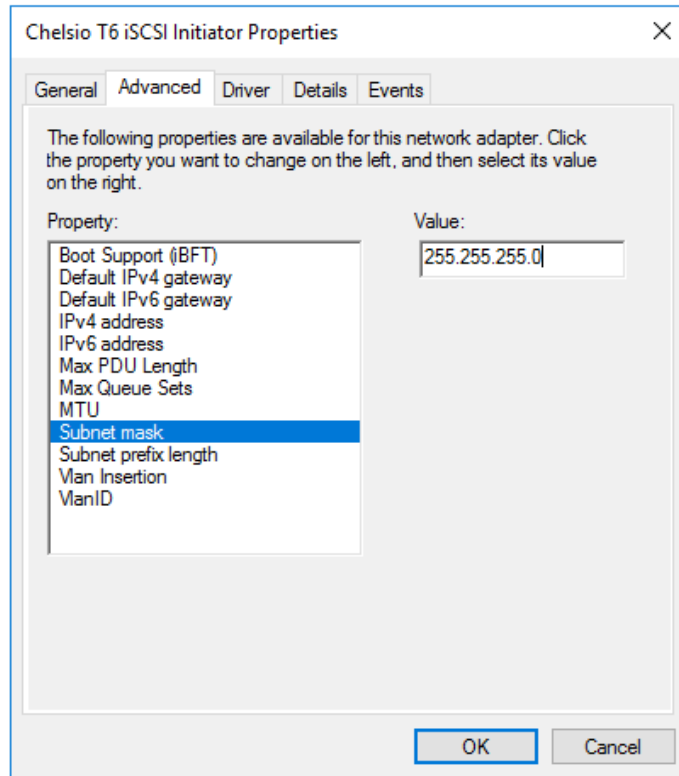 Chelsio T6 iSCSI Initiator Properties
General Advanced Driver Details Events
The following properties are available for this network adapter. Click
the property you want to change on the left, and then select its value
on the right.
Property:
Value:
Boot Support (iBFT)
255.255.255.0
Default IPv4 gateway
Default IPv6 gateway
IPv4 address
IPv6 address
Max PDU Length
Max Queue Sets
MTU
Subnet mask
Subnet prefix length
Vlan Insertion
VlanID
OK
Cancel